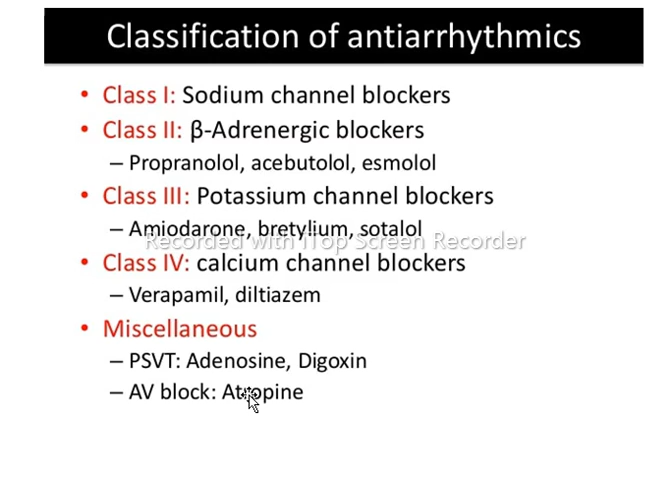 Classification of antiarrhythmics
• Class I: Sodium channel blockers
• Class II: β-Adrenergic blockers
– Propranolol, acebutolol, esmolol
• Class III: Potassium channel blockers
– Amiodarone, bretylium, sotalol
Recorded with iTop Screen Recorder
• Class IV: calcium channel blockers
– Verapamil, diltiazem
• Miscellaneous
– PSVT: Adenosine, Digoxin
– AV block: Atropine